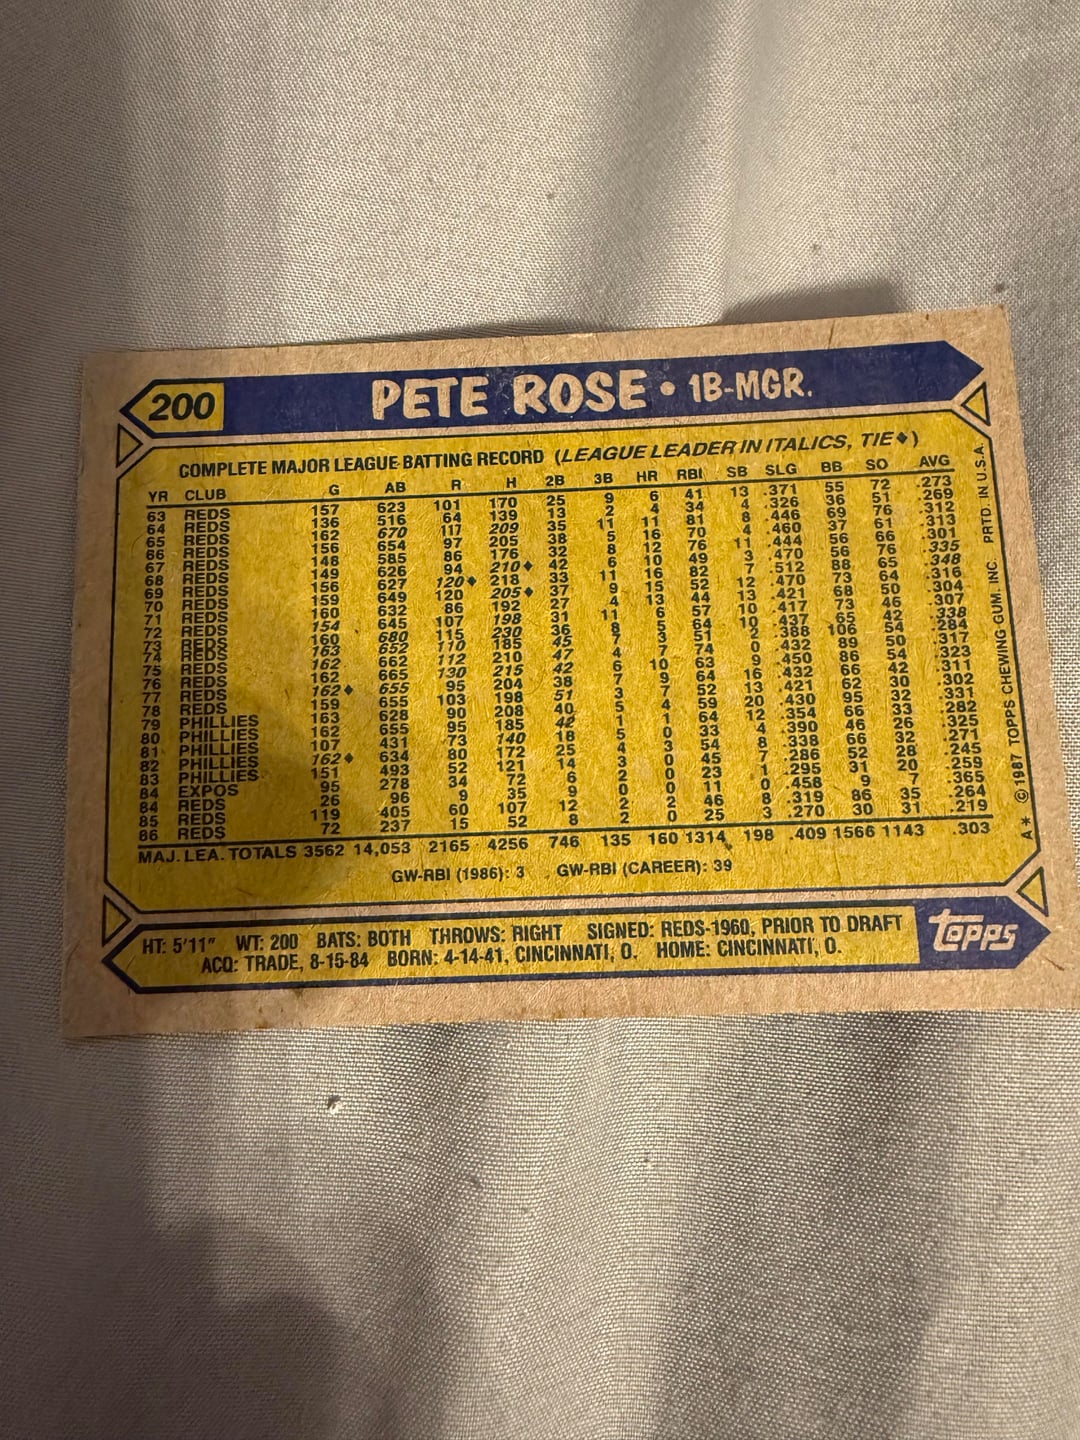 200 PETE ROSE • 1B-MGR.
COMPLETE MAJOR LEAGUE BATTING RECORD (LEAGUE LEADER IN ITALICS, TIE♦)
YR CLUB G AB R H 2B 3B HR RBI SB SLG BB SO AVG
63 REDS 157 623 101 170 25 9 6 41 13 .371 55 72 .273
64 REDS 136 516 64 139 13 2 4 34 4 .326 36 51 .269
65 REDS 162 670 117 209 35 11 11 81 8 .446 69 76 .312
66 REDS 156 654 97 205 38 5 16 70 4 .460 37 61 .313
67 REDS 148 585 86 176 32 8 12 76 11 .444 56 66 .301
68 REDS 149 626 94 210♦ 42 6 10 49 3 .470 56 76 .335
69 REDS 156 627 120♦ 218 33 11 16 82 7 .512 88 65 .348
70 REDS 159 649 120 205♦ 37 9 15 52 12 .470 73 64 .316
71 REDS 160 632 86 192 27 4 13 44 13 .421 68 50 .304
72 REDS 154 645 107 198 31 11 6 57 10 .417 73 46 .307
73 REDS 160 680 115 230 36 8 5 64 10 .437 65 42 .338
74 REDS 163 652 110 185 45 7 3 51 2 .388 106 54 .284
75 REDS 162 662 112 210 47 4 7 74 0 .432 89 50 .317
76 REDS 162 665 130 215 42 6 10 63 9 .450 86 54 .323
77 REDS 162♦ 655 95 204 38 7 9 64 16 .432 66 42 .311
78 REDS 159 655 103 198 51 3 7 52 13 .421 62 30 .302
79 PHILLIES 163 628 90 208 40 5 4 59 20 .430 95 32 .331
80 PHILLIES 162 655 95 185 42 1 1 64 12 .354 66 33 .282
81 PHILLIES 107 431 73 140 18 5 0 33 4 .390 46 26 .325
82 PHILLIES 162♦ 634 80 172 25 4 3 54 8 .338 66 32 .271
83 PHILLIES 151 493 52 121 14 3 0 45 7 .286 52 28 .245
84 EXPOS 95 278 34 72 6 2 0 23 1 .295 31 20 .259
84 REDS 26 96 9 35 9 0 0 11 0 .458 9 7 .365
85 REDS 119 405 60 107 12 2 2 46 8 .319 86 35 .264
86 REDS 72 237 15 52 8 2 0 25 3 .270 30 31 .219
MAJ. LEA. TOTALS 3562 14,053 2165 4256 746 135 160 1314 198 .409 1566 1143 .303
GW-RBI (1986): 3 GW-RBI (CAREER): 39
HT: 5'11" WT: 200 BATS: BOTH THROWS: RIGHT SIGNED: REDS-1960, PRIOR TO DRAFT
ACQ: TRADE, 8-15-84 BORN: 4-14-41, CINCINNATI, O. HOME: CINCINNATI, O.
topps
A* © 1987 TOPPS CHEWING GUM, INC. PRTD. IN U.S.A.